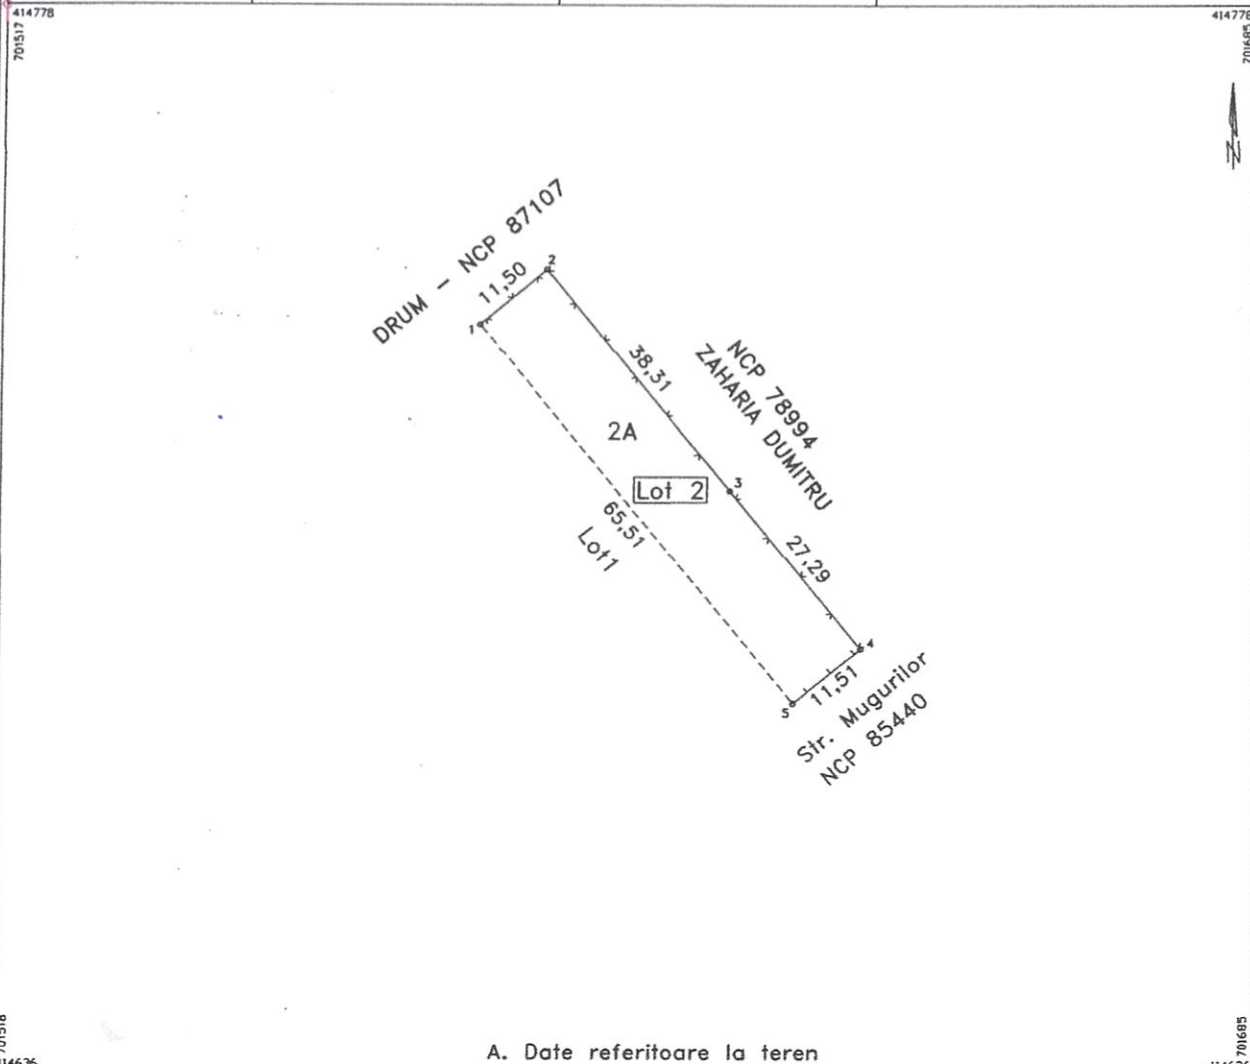 414778
701517
414778
701685
N
DRUM - NCP 87107
11,50
2
1
38,31
NCP 78994
ZAHARIA DUMITRU
2A
Lot 2
3
65,51
Lot1
27,29
4
11,51
5
Str. Mugurilor
NCP 85440
701685
A. Date referitoare la teren